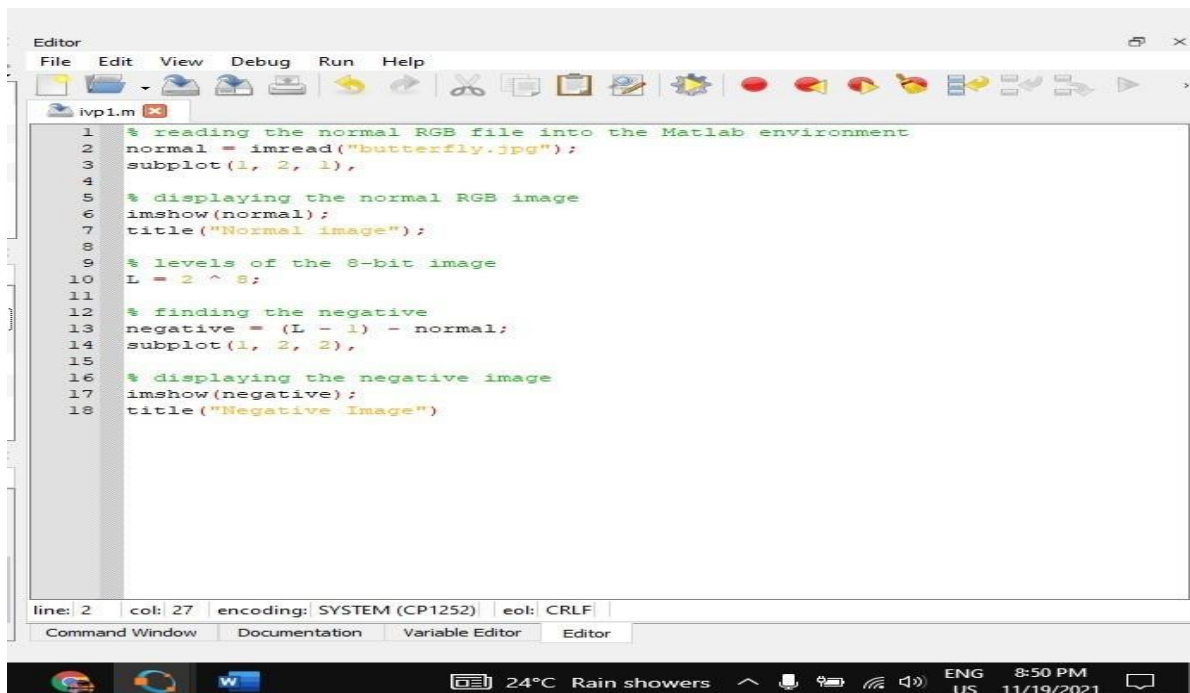 Editor
File Edit View Debug Run Help
ivp1.m
1 % reading the normal RGB file into the Matlab environment
2 normal = imread("butterfly.jpg");
3 subplot(1, 2, 1),
4
5 % displaying the normal RGB image
6 imshow(normal);
7 title("Normal image");
8
9 % levels of the 8-bit image
10 L = 2 ^ 8;
11
12 % finding the negative
13 negative = (L - 1) - normal;
14 subplot(1, 2, 2),
15
16 % displaying the negative image
17 imshow(negative);
18 title("Negative Image")
line: 2 col: 27 encoding: SYSTEM (CP1252) eol: CRLF
Command Window Documentation Variable Editor Editor
W 24°C Rain showers ENG 8:50 PM
US 11/19/2021